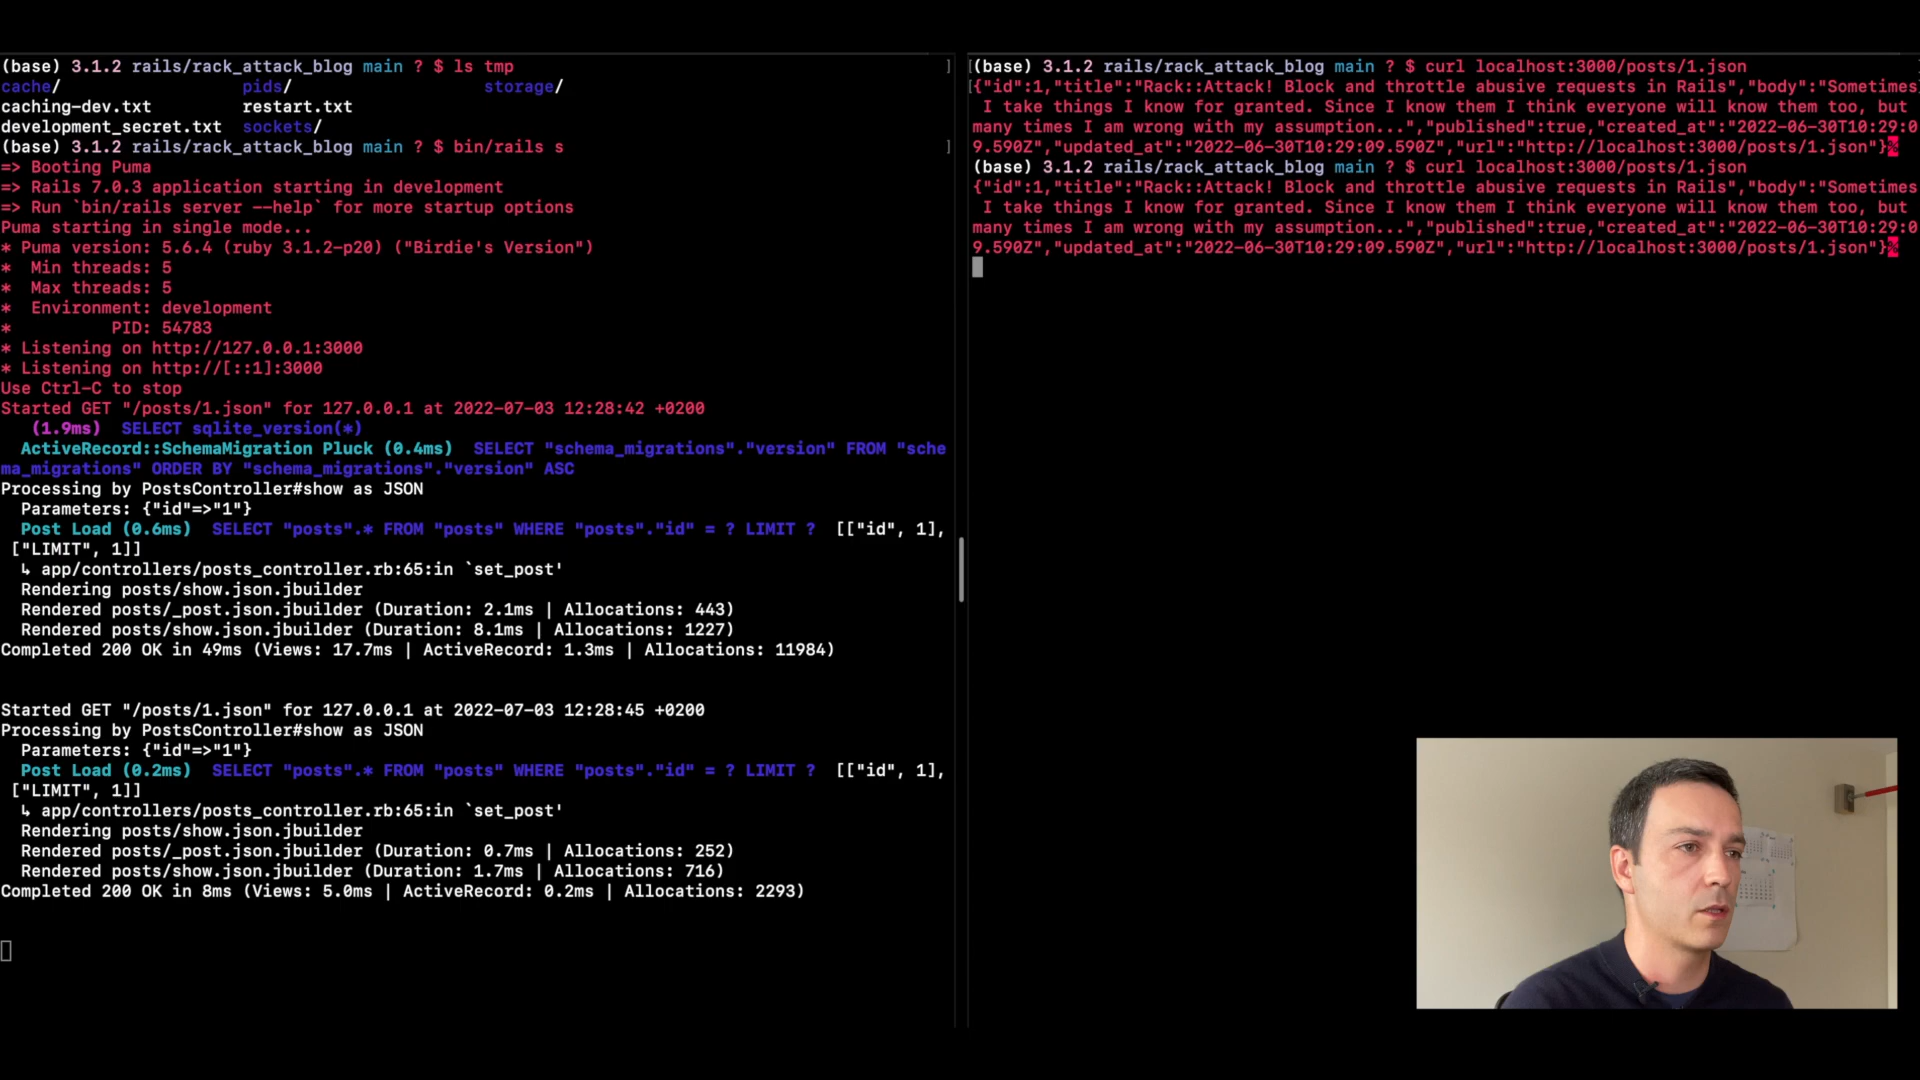 (base) 3.1.2 rails/rack_attack_blog main ? $ ls tmp
cache/ pids/ storage/
caching-dev.txt restart.txt
development_secret.txt sockets/
(base) 3.1.2 rails/rack_attack_blog main ? $ bin/rails s
=> Booting Puma
=> Rails 7.0.3 application starting in development
=> Run `bin/rails server --help` for more startup options
Puma starting in single mode...
* Puma version: 5.6.4 (ruby 3.1.2-p20) ("Birdie's Version")
*  Min threads: 5
*  Max threads: 5
*  Environment: development
*          PID: 54783
* Listening on http://127.0.0.1:3000
* Listening on http://[::1]:3000
Use Ctrl-C to stop
Started GET "/posts/1.json" for 127.0.0.1 at 2022-07-03 12:28:42 +0200
(1.9ms)  SELECT sqlite_version(*)
ActiveRecord::SchemaMigration Pluck (0.4ms)  SELECT "schema_migrations"."version" FROM "sche
ma_migrations" ORDER BY "schema_migrations"."version" ASC
Processing by PostsController#show as JSON
Parameters: {"id"=>"1"}
Post Load (0.6ms)  SELECT "posts".* FROM "posts" WHERE "posts"."id" = ? LIMIT ?  [["id", 1],
["LIMIT", 1]]
↳ app/controllers/posts_controller.rb:65:in `set_post'
Rendering posts/show.json.jbuilder
Rendered posts/_post.json.jbuilder (Duration: 2.1ms | Allocations: 443)
Rendered posts/show.json.jbuilder (Duration: 8.1ms | Allocations: 1227)
Completed 200 OK in 49ms (Views: 17.7ms | ActiveRecord: 1.3ms | Allocations: 11984)
Started GET "/posts/1.json" for 127.0.0.1 at 2022-07-03 12:28:45 +0200
Processing by PostsController#show as JSON
Parameters: {"id"=>"1"}
Post Load (0.2ms)  SELECT "posts".* FROM "posts" WHERE "posts"."id" = ? LIMIT ?  [["id", 1],
["LIMIT", 1]]
↳ app/controllers/posts_controller.rb:65:in `set_post'
Rendering posts/show.json.jbuilder
Rendered posts/_post.json.jbuilder (Duration: 0.7ms | Allocations: 252)
Rendered posts/show.json.jbuilder (Duration: 1.7ms | Allocations: 716)
Completed 200 OK in 8ms (Views: 5.0ms | ActiveRecord: 0.2ms | Allocations: 2293)
(base) 3.1.2 rails/rack_attack_blog main ? $ curl localhost:3000/posts/1.json
{"id":1,"title":"Rack::Attack! Block and throttle abusive requests in Rails","body":"Sometimes
I take things I know for granted. Since I know them I think everyone will know them too, but
many times I am wrong with my assumption...","published":true,"created_at":"2022-06-30T10:29:0
9.590Z","updated_at":"2022-06-30T10:29:09.590Z","url":"http://localhost:3000/posts/1.json"}%
(base) 3.1.2 rails/rack_attack_blog main ? $ curl localhost:3000/posts/1.json
{"id":1,"title":"Rack::Attack! Block and throttle abusive requests in Rails","body":"Sometimes
I take things I know for granted. Since I know them I think everyone will know them too, but
many times I am wrong with my assumption...","published":true,"created_at":"2022-06-30T10:29:0
9.590Z","updated_at":"2022-06-30T10:29:09.590Z","url":"http://localhost:3000/posts/1.json"}%